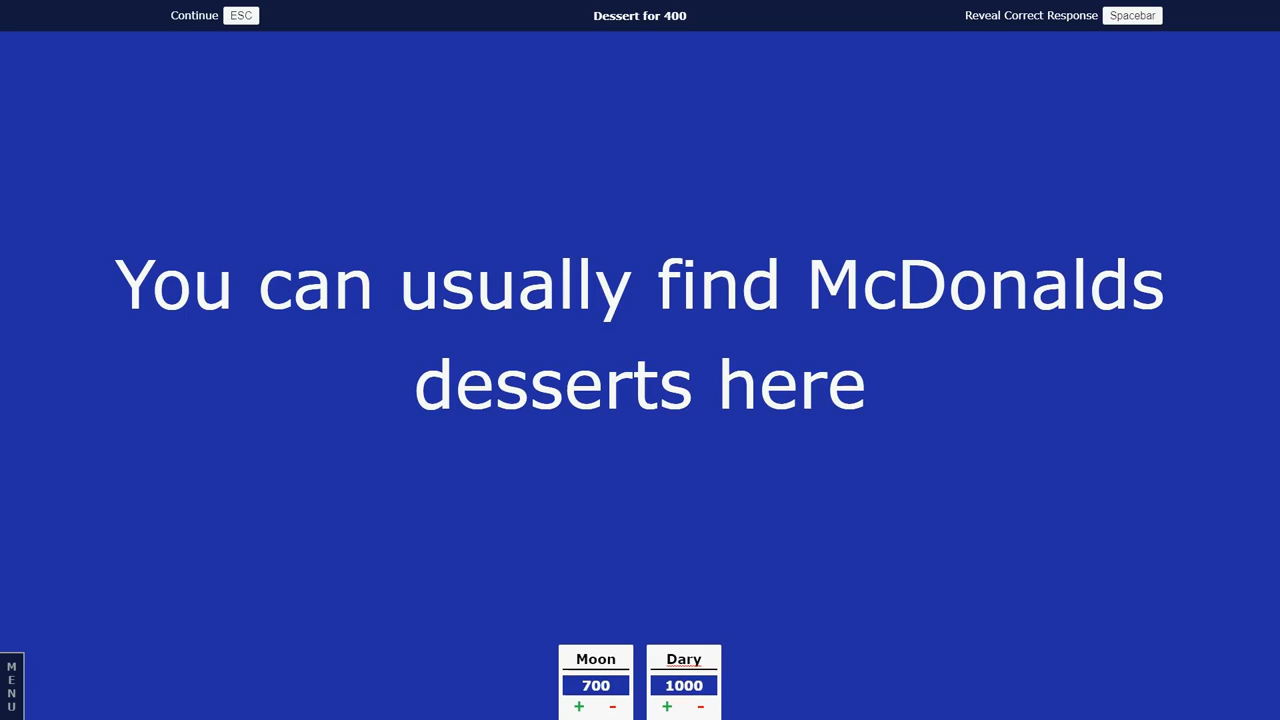 Continue ESC Dessert for 400 Reveal Correct Response Spacebar
You can usually find McDonalds
desserts here
MENU
Moon Dary
700 1000
+ - + -